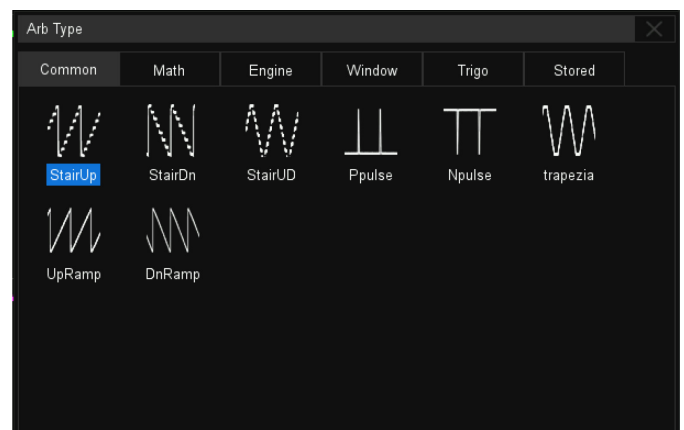 Arb Type
Common Math Engine Window Trigo Stored
StairUp StairDn StairUD Ppulse Npulse trapezia
UpRamp DnRamp